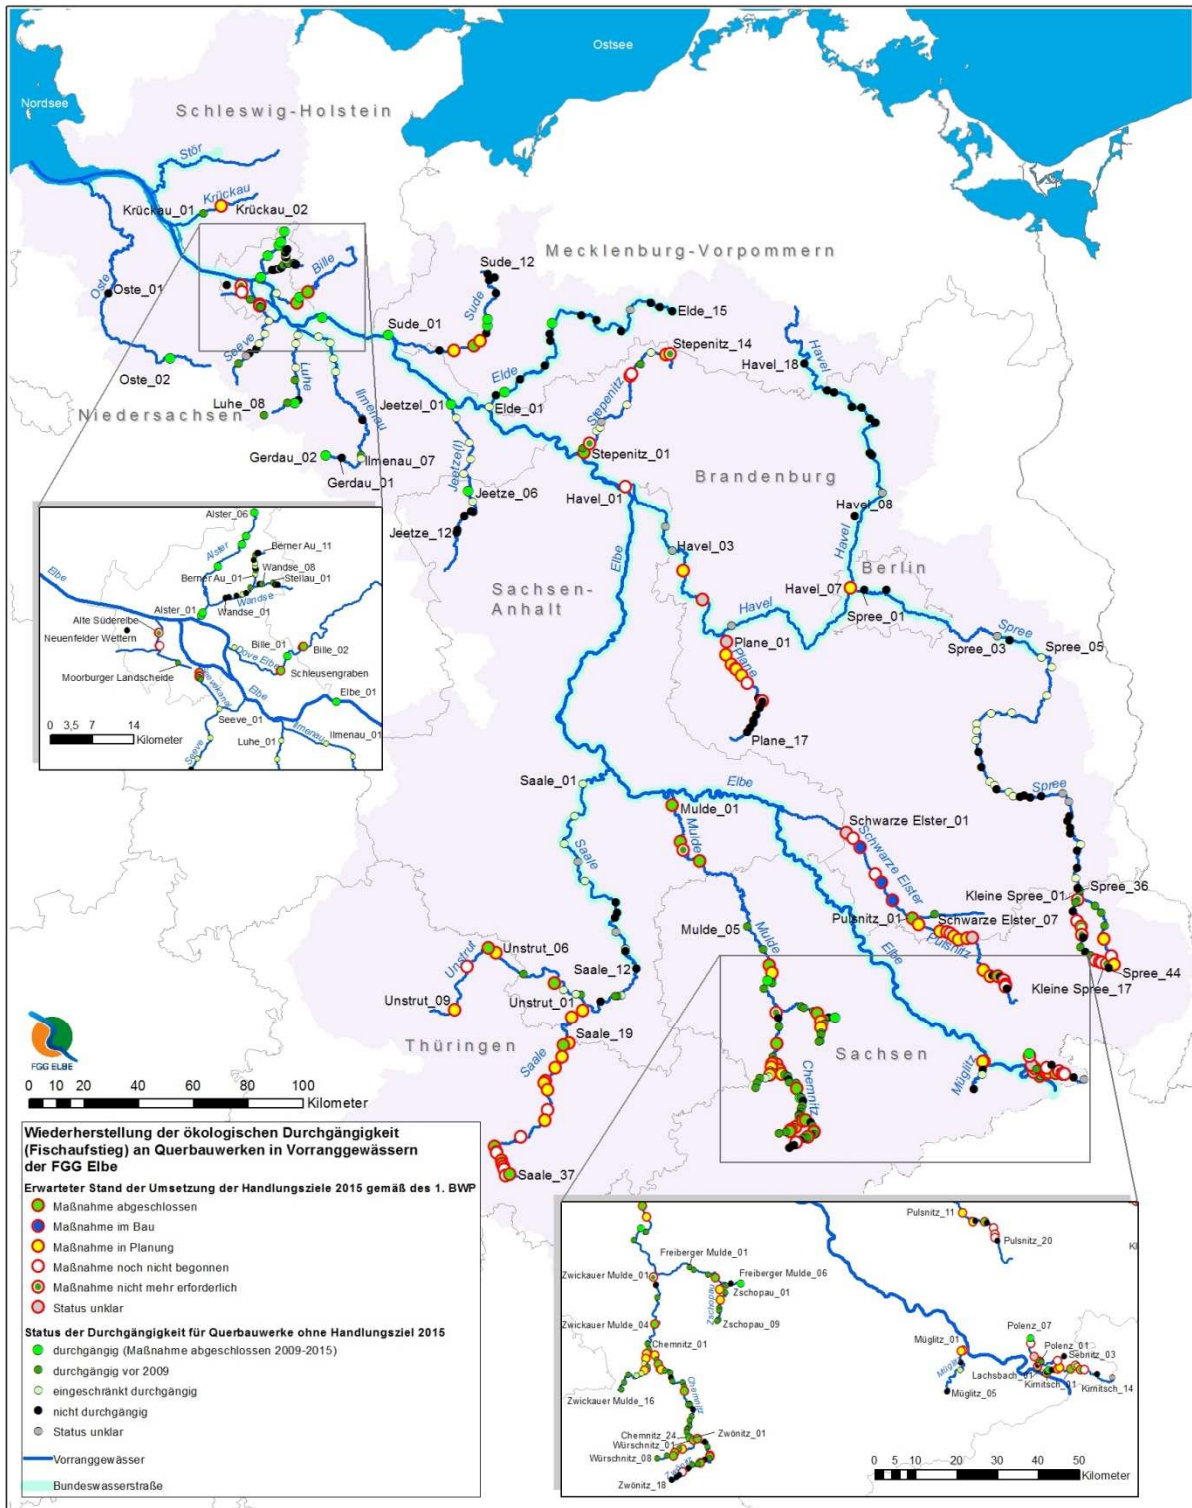 Ostsee
Nordsee
Schleswig-Holstein
Stör
Krückau
Krückau_01
Krückau_02
Mecklenburg-Vorpommern
Bille
Sude_12
Oste
Oste_01
Sude
Elde_15
Sude_01
Stepenitz_14
Havel
Havel_18
Seeve
Oste_02
Elde
Luhe
Stepenitz
Niedersachsen
Luhe_08
Ilmenau
Jeetzel_01
Elde_01
Stepenitz_01
Gerdau_02
Ilmenau_07
Gerdau_01
Jeetze(l)
Brandenburg
Jeetze_06
Havel_01
Havel_08
Jeetze_12
Elbe
Havel_03
Havel
Berlin
Sachsen-
Anhalt
Havel_07
Havel
Spree_01
Spree
Plane_01
Spree_03
Spree_05
Plane
Plane_17
Alster_06
Alster
Berner Au_11
Elbe
Wandse_08
Berner Au_01
Stellau_01
Wandse
Wandse_01
Alster_01
Alte Süderelbe
Neuenfelder Wettern
Bille_01
Bille_02
Dove Elbe
Moorburger Landscheide
Schleusengraben
Seevekanal
Elbe
Elbe_01
Seeve_01
Ilmenau
Luhe_01
Ilmenau_01
Seeve
0 3,5 7 14
Kilometer
Saale_01
Elbe
Spree
Mulde_01
Schwarze Elster_01
Mulde
Schwarze Elster
Saale
Kleine Spree_01
Spree_36
Pulsnitz_01
Schwarze Elster_07
Mulde_05
Mulde
Pulsnitz
Elbe
Unstrut
Unstrut_06
Saale_12
Spree_44
Kleine Spree_17
Unstrut_09
Unstrut_01
Thüringen
Saale_19
Sachsen
Saale
Müglitz
Chemnitz
Saale_37
FGG ELBE
0 10 20 40 60 80 100
Kilometer
Wiederherstellung der ökologischen Durchgängigkeit
(Fischaufstieg) an Querbauwerken in Vorranggewässern
der FGG Elbe
Erwarteter Stand der Umsetzung der Handlungsziele 2015 gemäß des 1. BWP
Maßnahme abgeschlossen
Maßnahme im Bau
Maßnahme in Planung
Maßnahme noch nicht begonnen
Maßnahme nicht mehr erforderlich
Status unklar
Status der Durchgängigkeit für Querbauwerke ohne Handlungsziel 2015
durchgängig (Maßnahme abgeschlossen 2009-2015)
durchgängig vor 2009
eingeschränkt durchgängig
nicht durchgängig
Status unklar
Vorranggewässer
Bundeswasserstraße
Pulsnitz_11
Kl
Pulsnitz_20
Freiberger Mulde_01
Zwickauer Mulde_01
Freiberger Mulde_06
Zschopau_01
Zschopau
Zschopau_09
Zwickauer Mulde_04
Chemnitz_01
Polenz_07
Müglitz_01
Polenz_01
Sebnitz_03
Müglitz
Lachsbach_01
Kirnitsch_01
Kirnitsch_14
Müglitz_05
Zwickauer Mulde_16
Chemnitz
Chemnitz_24
Zwönitz_01
Würschnitz_01
Würschnitz_08
Zwönitz
Zwönitz_18
0 5 10 20 30 40 50
Kilometer